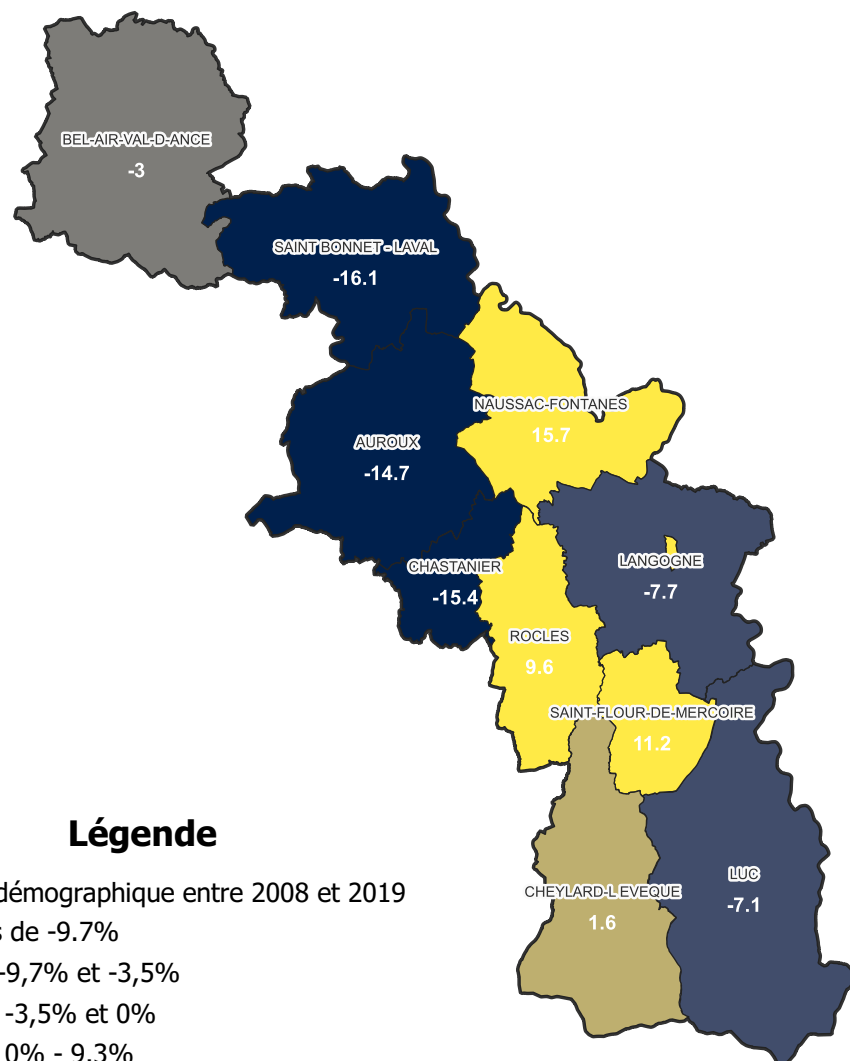 BEL-AIR-VAL-D-ANCE
-3
SAINT BONNET - LAVAL
-16.1
NAUSSAC-FONTANES
15.7
AUROUX
-14.7
CHASTANIER
-15.4
LANGOGNE
-7.7
ROCLES
9.6
SAINT-FLOUR-DE-MERCOIRE
11.2
LUC
-7.1
CHEYLARD-L EVEQUE
1.6
Légende
démographique entre 2008 et 2019
de -9.7%
-9,7% et -3,5%
-3,5% et 0%
0% - 9.3%